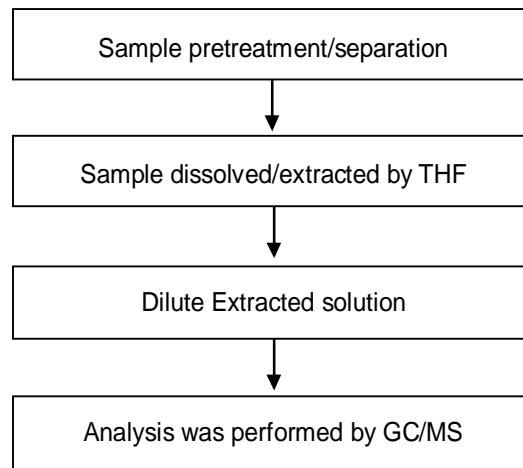 Sample pretreatment/separation
Sample dissolved/extracted by THF
Dilute Extracted solution
Analysis was performed by GC/MS